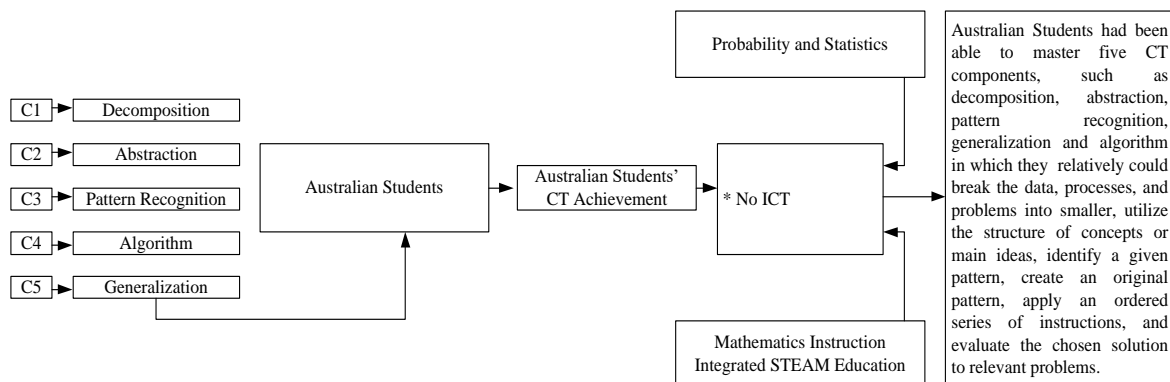 C1
Decomposition
C2
Abstraction
C3
Pattern Recognition
C4
Algorithm
C5
Generalization
Australian Students
Australian Students’
CT Achievement
Probability and Statistics
* No ICT
Mathematics Instruction
Integrated STEAM Education
Australian Students had been
able to master five CT
components, such as
decomposition, abstraction,
pattern recognition,
generalization and algorithm
in which they relatively could
break the data, processes, and
problems into smaller, utilize
the structure of concepts or
main ideas, identify a given
pattern, create an original
pattern, apply an ordered
series of instructions, and
evaluate the chosen solution
to relevant problems.